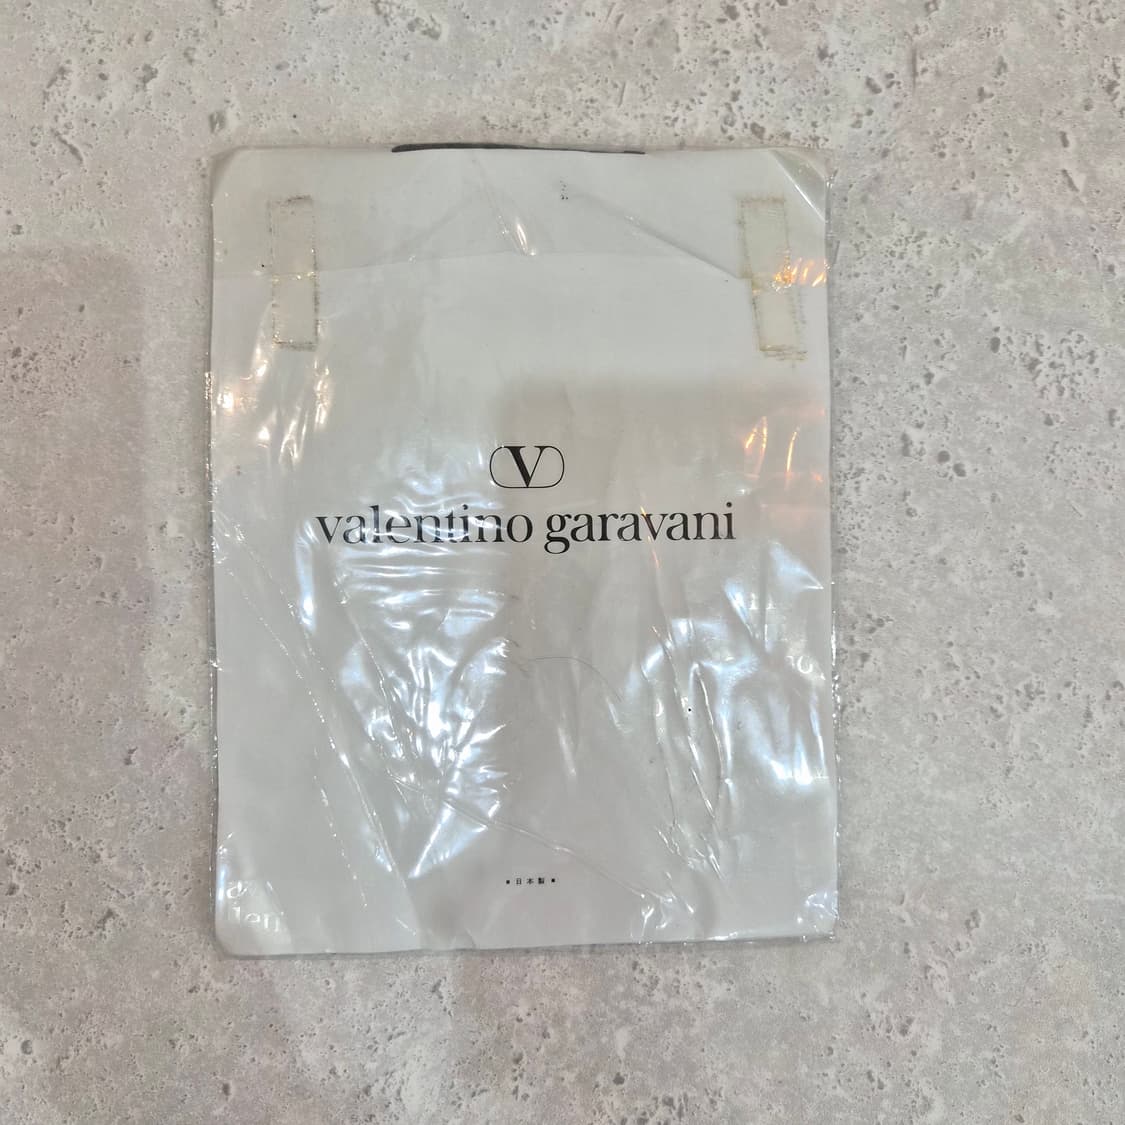 V
valentino garavani
■日本製■